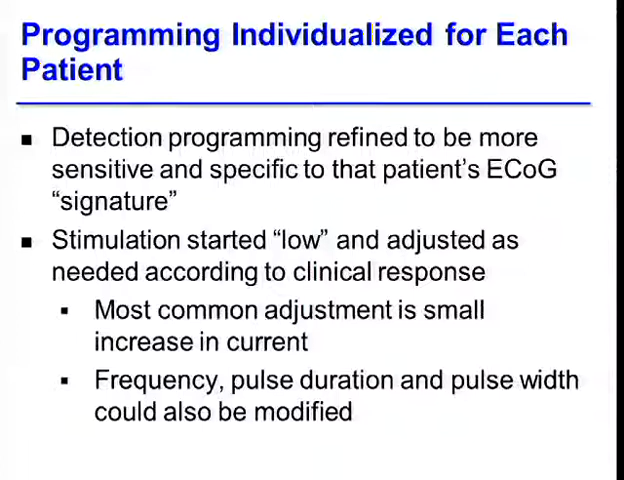 Programming Individualized for Each
Patient
Detection programming refined to be more
sensitive and specific to that patient's ECoG
“signature”
Stimulation started “low” and adjusted as
needed according to clinical response
Most common adjustment is small
increase in current
Frequency, pulse duration and pulse width
could also be modified